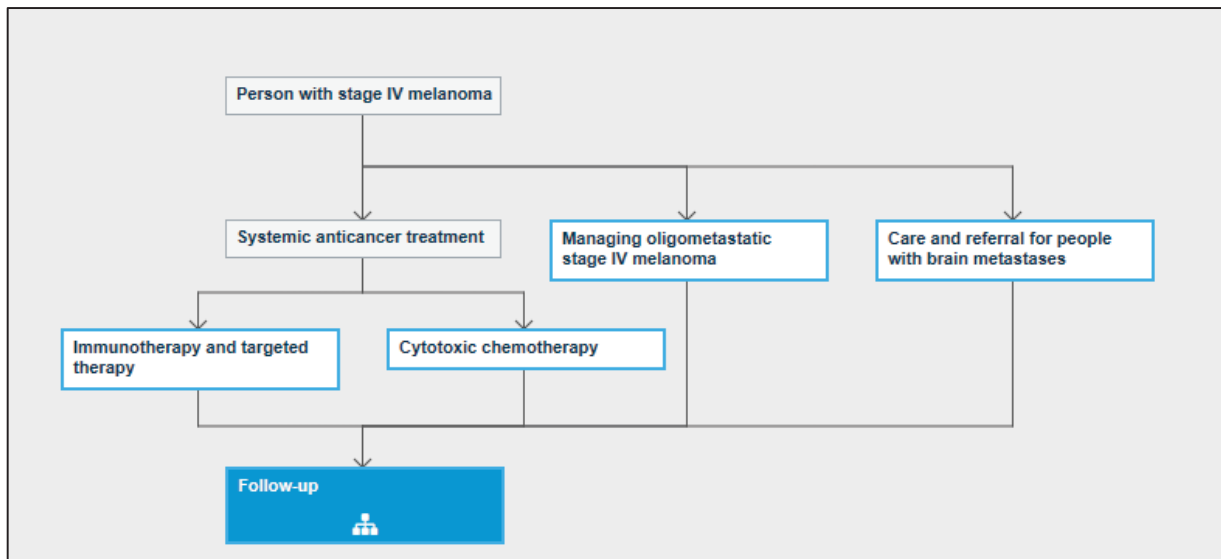 Person with stage IV melanoma
Systemic anticancer treatment
Managing oligometastatic
stage IV melanoma
Care and referral for people
with brain metastases
Immunotherapy and targeted
therapy
Cytotoxic chemotherapy
Follow-up